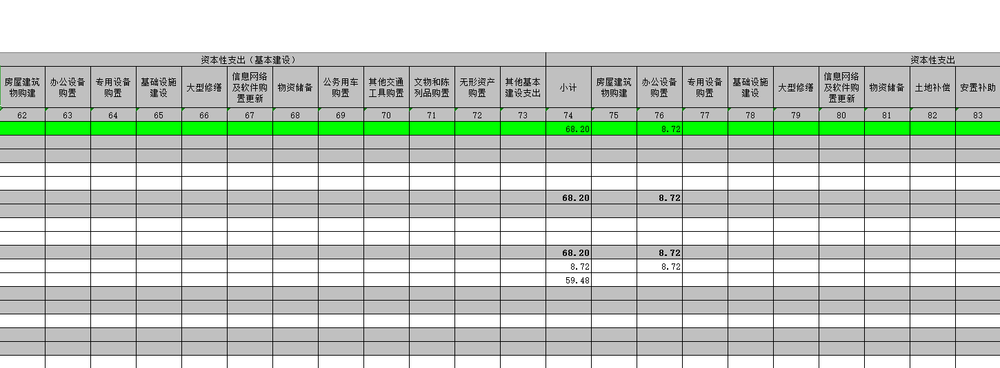 资本性支出（基本建设） 资本性支出
房屋建筑物购建 办公设备购置 专用设备购置 基础设施建设 大型修缮 信息网络及软件购置更新 物资储备 公务用车购置 其他交通工具购置 文物和陈列品购置 无形资产购置 其他基本建设支出 小计 房屋建筑物购建 办公设备购置 专用设备购置 基础设施建设 大型修缮 信息网络及软件购置更新 物资储备 土地补偿 安置补助
62 63 64 65 66 67 68 69 70 71 72 73 74 75 76 77 78 79 80 81 82 83
68.20 8.72
68.20 8.72
68.20 8.72
8.72 8.72
59.48